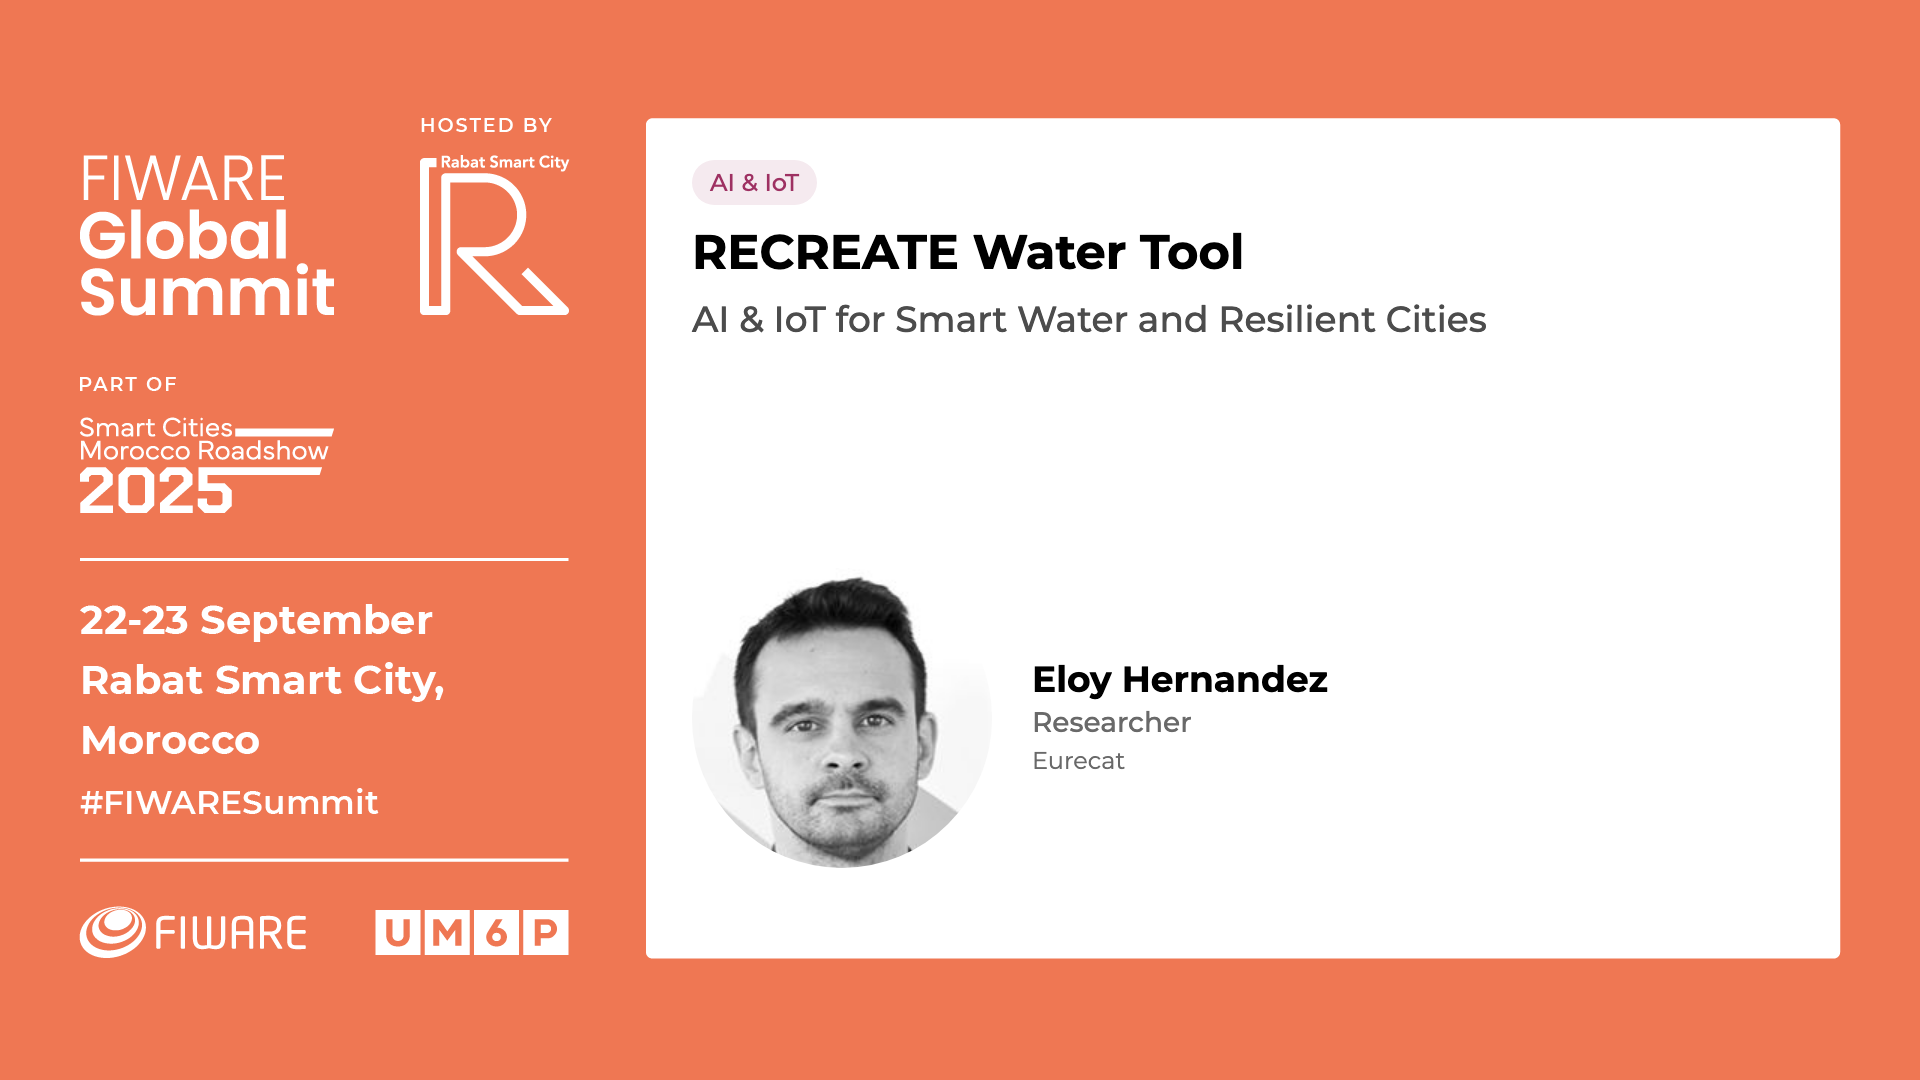 FIWARE
Global
Summit
HOSTED BY
Rabat Smart City
R
PART OF
Smart Cities
Morocco Roadshow
2025
22-23 September
Rabat Smart City,
Morocco
#FIWARESummit
FIWARE
UM6P
AI & IoT
RECREATE Water Tool
AI & IoT for Smart Water and Resilient Cities
Eloy Hernandez
Researcher
Eurecat